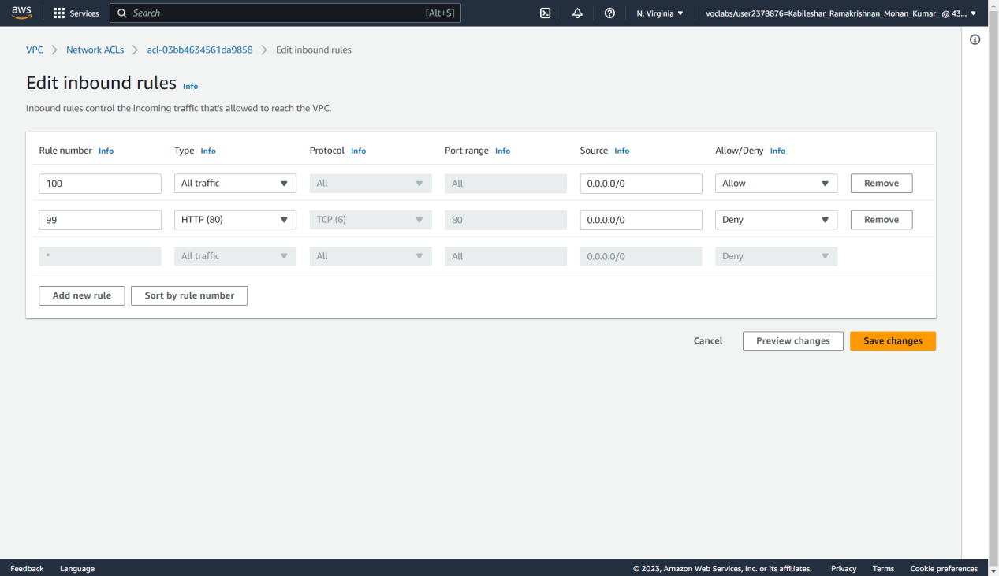 aws Services Search [Alt+S] N. Virginia voclabs/user2378876=Kabileshar_Ramakrishnan_Mohan_Kumar_ @ 43...
VPC Network ACLs acl-03bb4634561da9858 Edit inbound rules
Edit inbound rules Info
Inbound rules control the incoming traffic that's allowed to reach the VPC.
Rule number Info Type Info Protocol Info Port range Info Source Info Allow/Deny Info
100 All traffic All All 0.0.0.0/0 Allow Remove
99 HTTP (80) TCP (6) 80 0.0.0.0/0 Deny Remove
* All traffic All All 0.0.0.0/0 Deny
Add new rule Sort by rule number
Cancel Preview changes Save changes
Feedback Language © 2023, Amazon Web Services, Inc. or its affiliates. Privacy Terms Cookie preferences